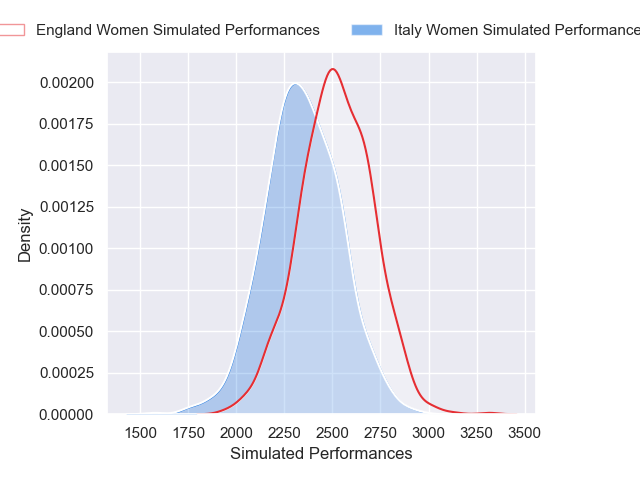 England Women Simulated Performances Italy Women Simulated Performance
0.00200
0.00175
0.00150
0.00125
0.00100
0.00075
0.00050
0.00025
0.00000
Density
1500 1750 2000 2250 2500 2750 3000 3250 3500
Simulated Performances